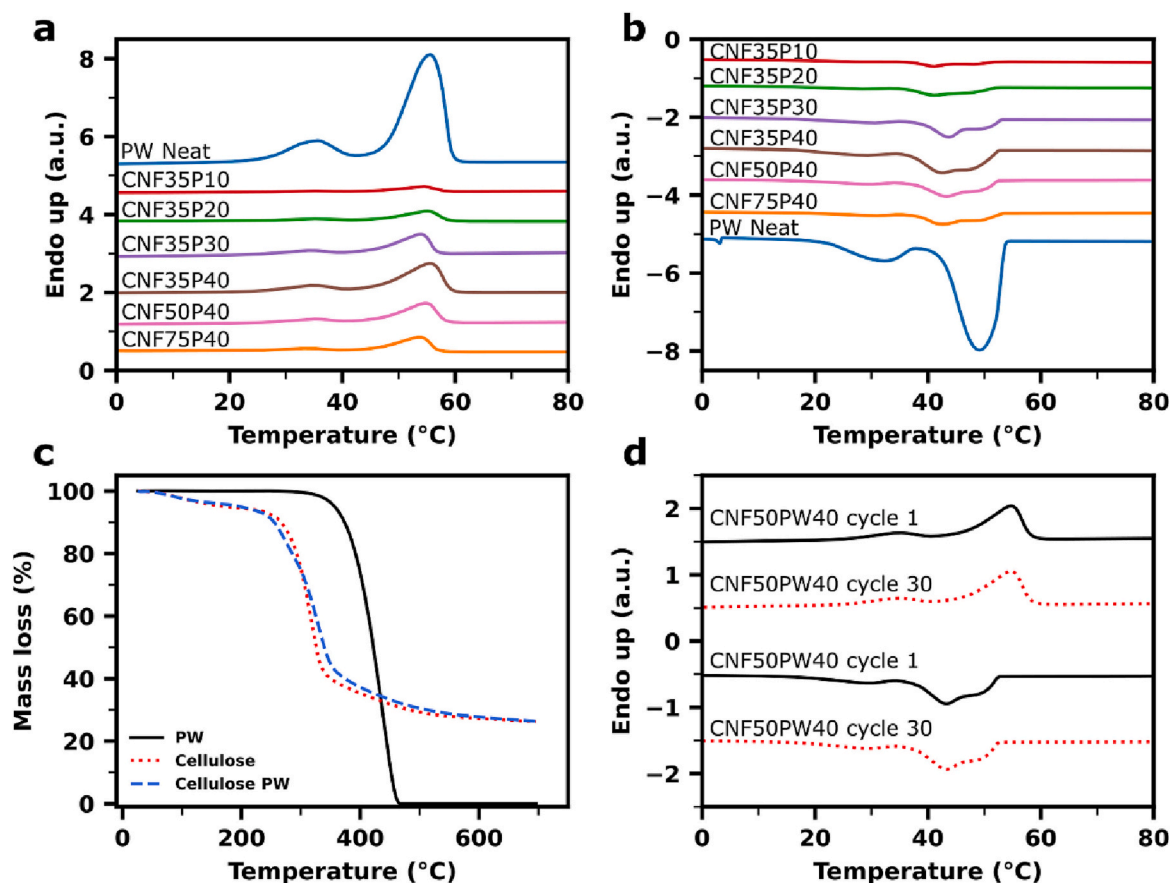 a
8
6
4
2
0
Endo up (a.u.)
PW Neat
CNF35P10
CNF35P20
CNF35P30
CNF35P40
CNF50P40
CNF75P40
0 20 40 60 80
Temperature (°C)
b
0
−2
−4
−6
−8
Endo up (a.u.)
CNF35P10
CNF35P20
CNF35P30
CNF35P40
CNF50P40
CNF75P40
PW Neat
0 20 40 60 80
Temperature (°C)
c
100
80
60
40
20
0
Mass loss (%)
PW
Cellulose
Cellulose PW
0 200 400 600
Temperature (°C)
d
2
1
0
−1
−2
Endo up (a.u.)
CNF50PW40 cycle 1
CNF50PW40 cycle 30
CNF50PW40 cycle 1
CNF50PW40 cycle 30
0 20 40 60 80
Temperature (°C)